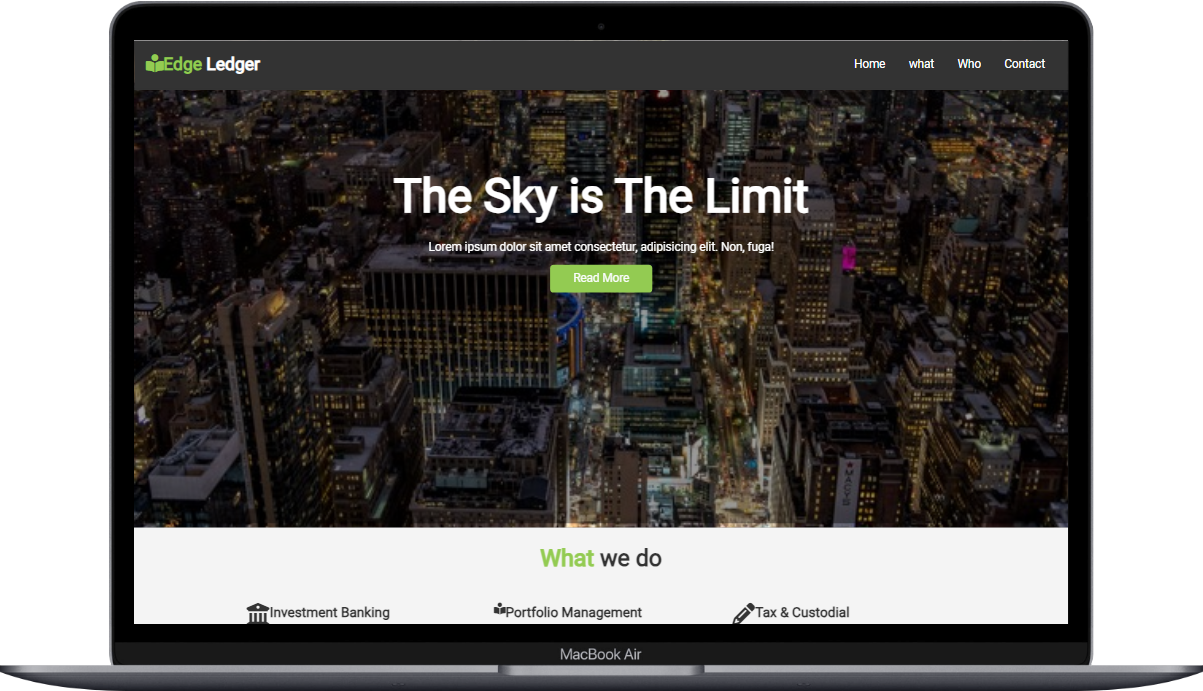 Edge Ledger
Home what Who Contact
The Sky is The Limit
Lorem ipsum dolor sit amet consectetur, adipisicing elit. Non, fuga!
Read More
MACYS
What we do
Investment Banking Portfolio Management Tax & Custodial
MacBook Air